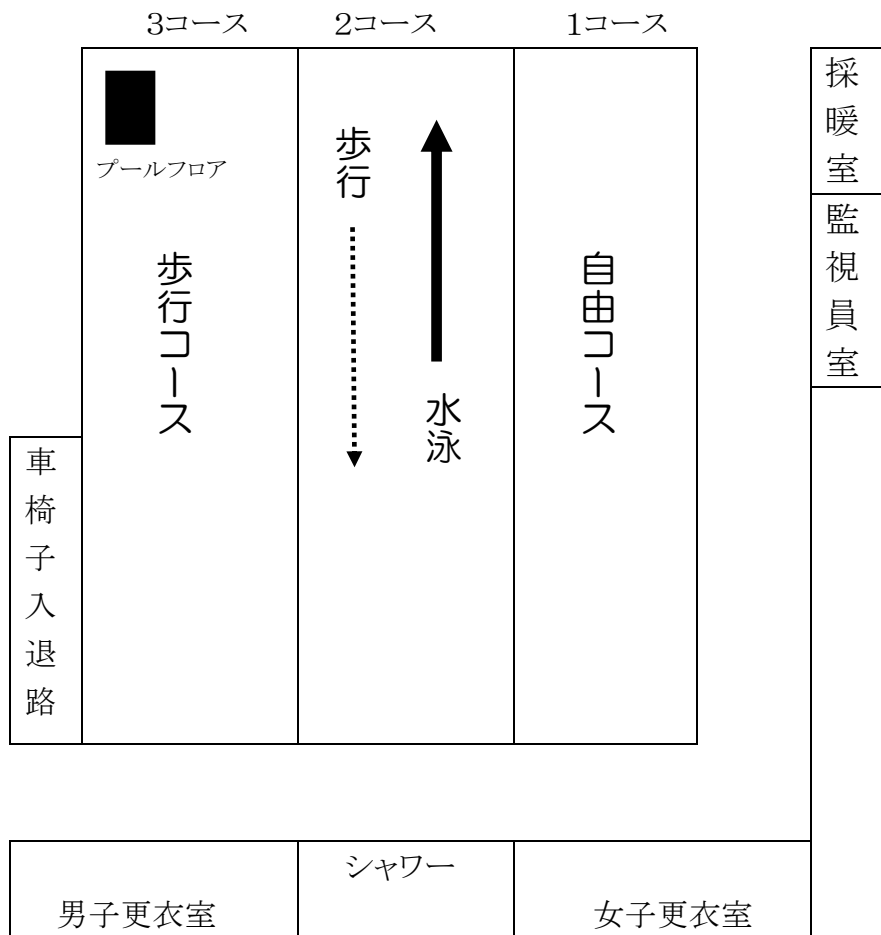 3コース
2コース
1コース
プールフロア
歩行コース
歩行
水泳
自由コース
採暖室
監視員室
車椅子入退路
シャワー
男子更衣室
女子更衣室